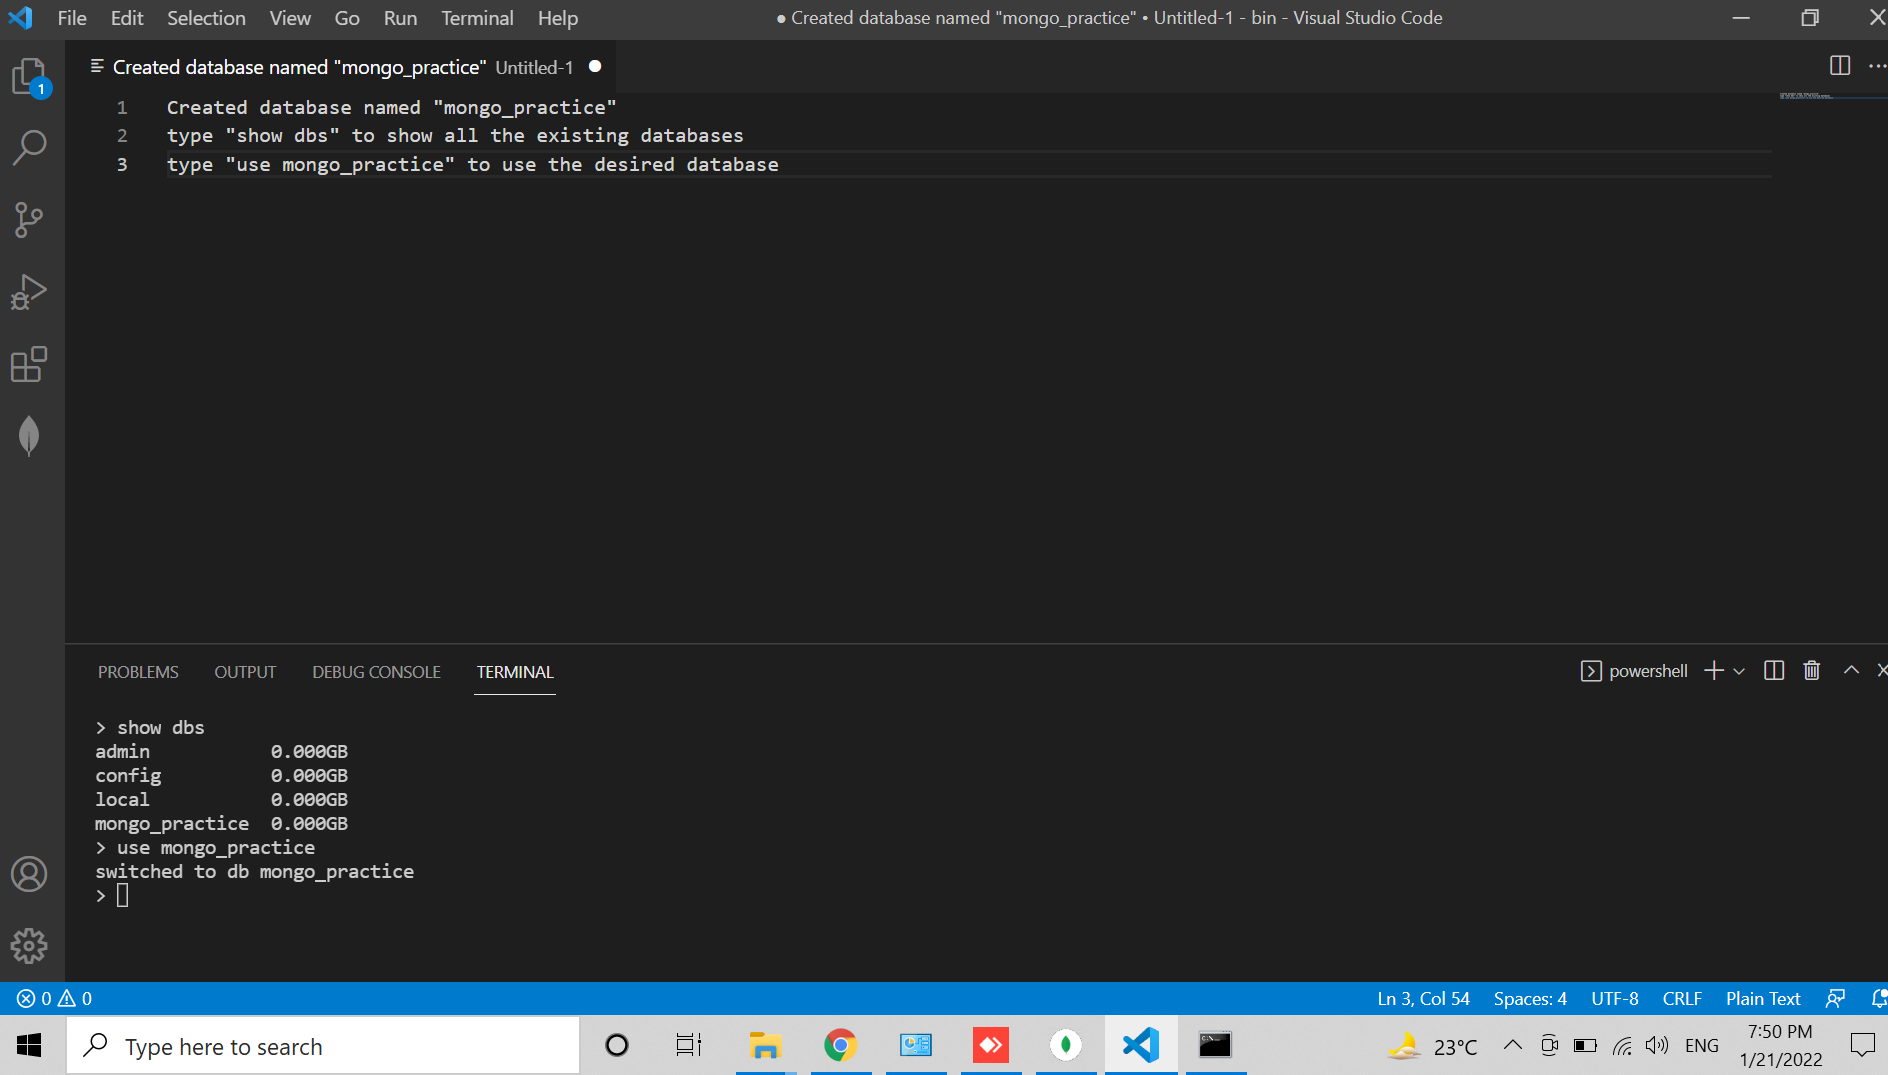 File Edit Selection View Go Run Terminal Help ● Created database named "mongo_practice" • Untitled-1 - bin - Visual Studio Code
Created database named "mongo_practice" Untitled-1
1
1 Created database named "mongo_practice"
2 type "show dbs" to show all the existing databases
3 type "use mongo_practice" to use the desired database
PROBLEMS OUTPUT DEBUG CONSOLE TERMINAL powershell
> show dbs
admin 0.000GB
config 0.000GB
local 0.000GB
mongo_practice 0.000GB
> use mongo_practice
switched to db mongo_practice
>
0 0 Ln 3, Col 54 Spaces: 4 UTF-8 CRLF Plain Text
Type here to search 23°C ENG 7:50 PM
1/21/2022